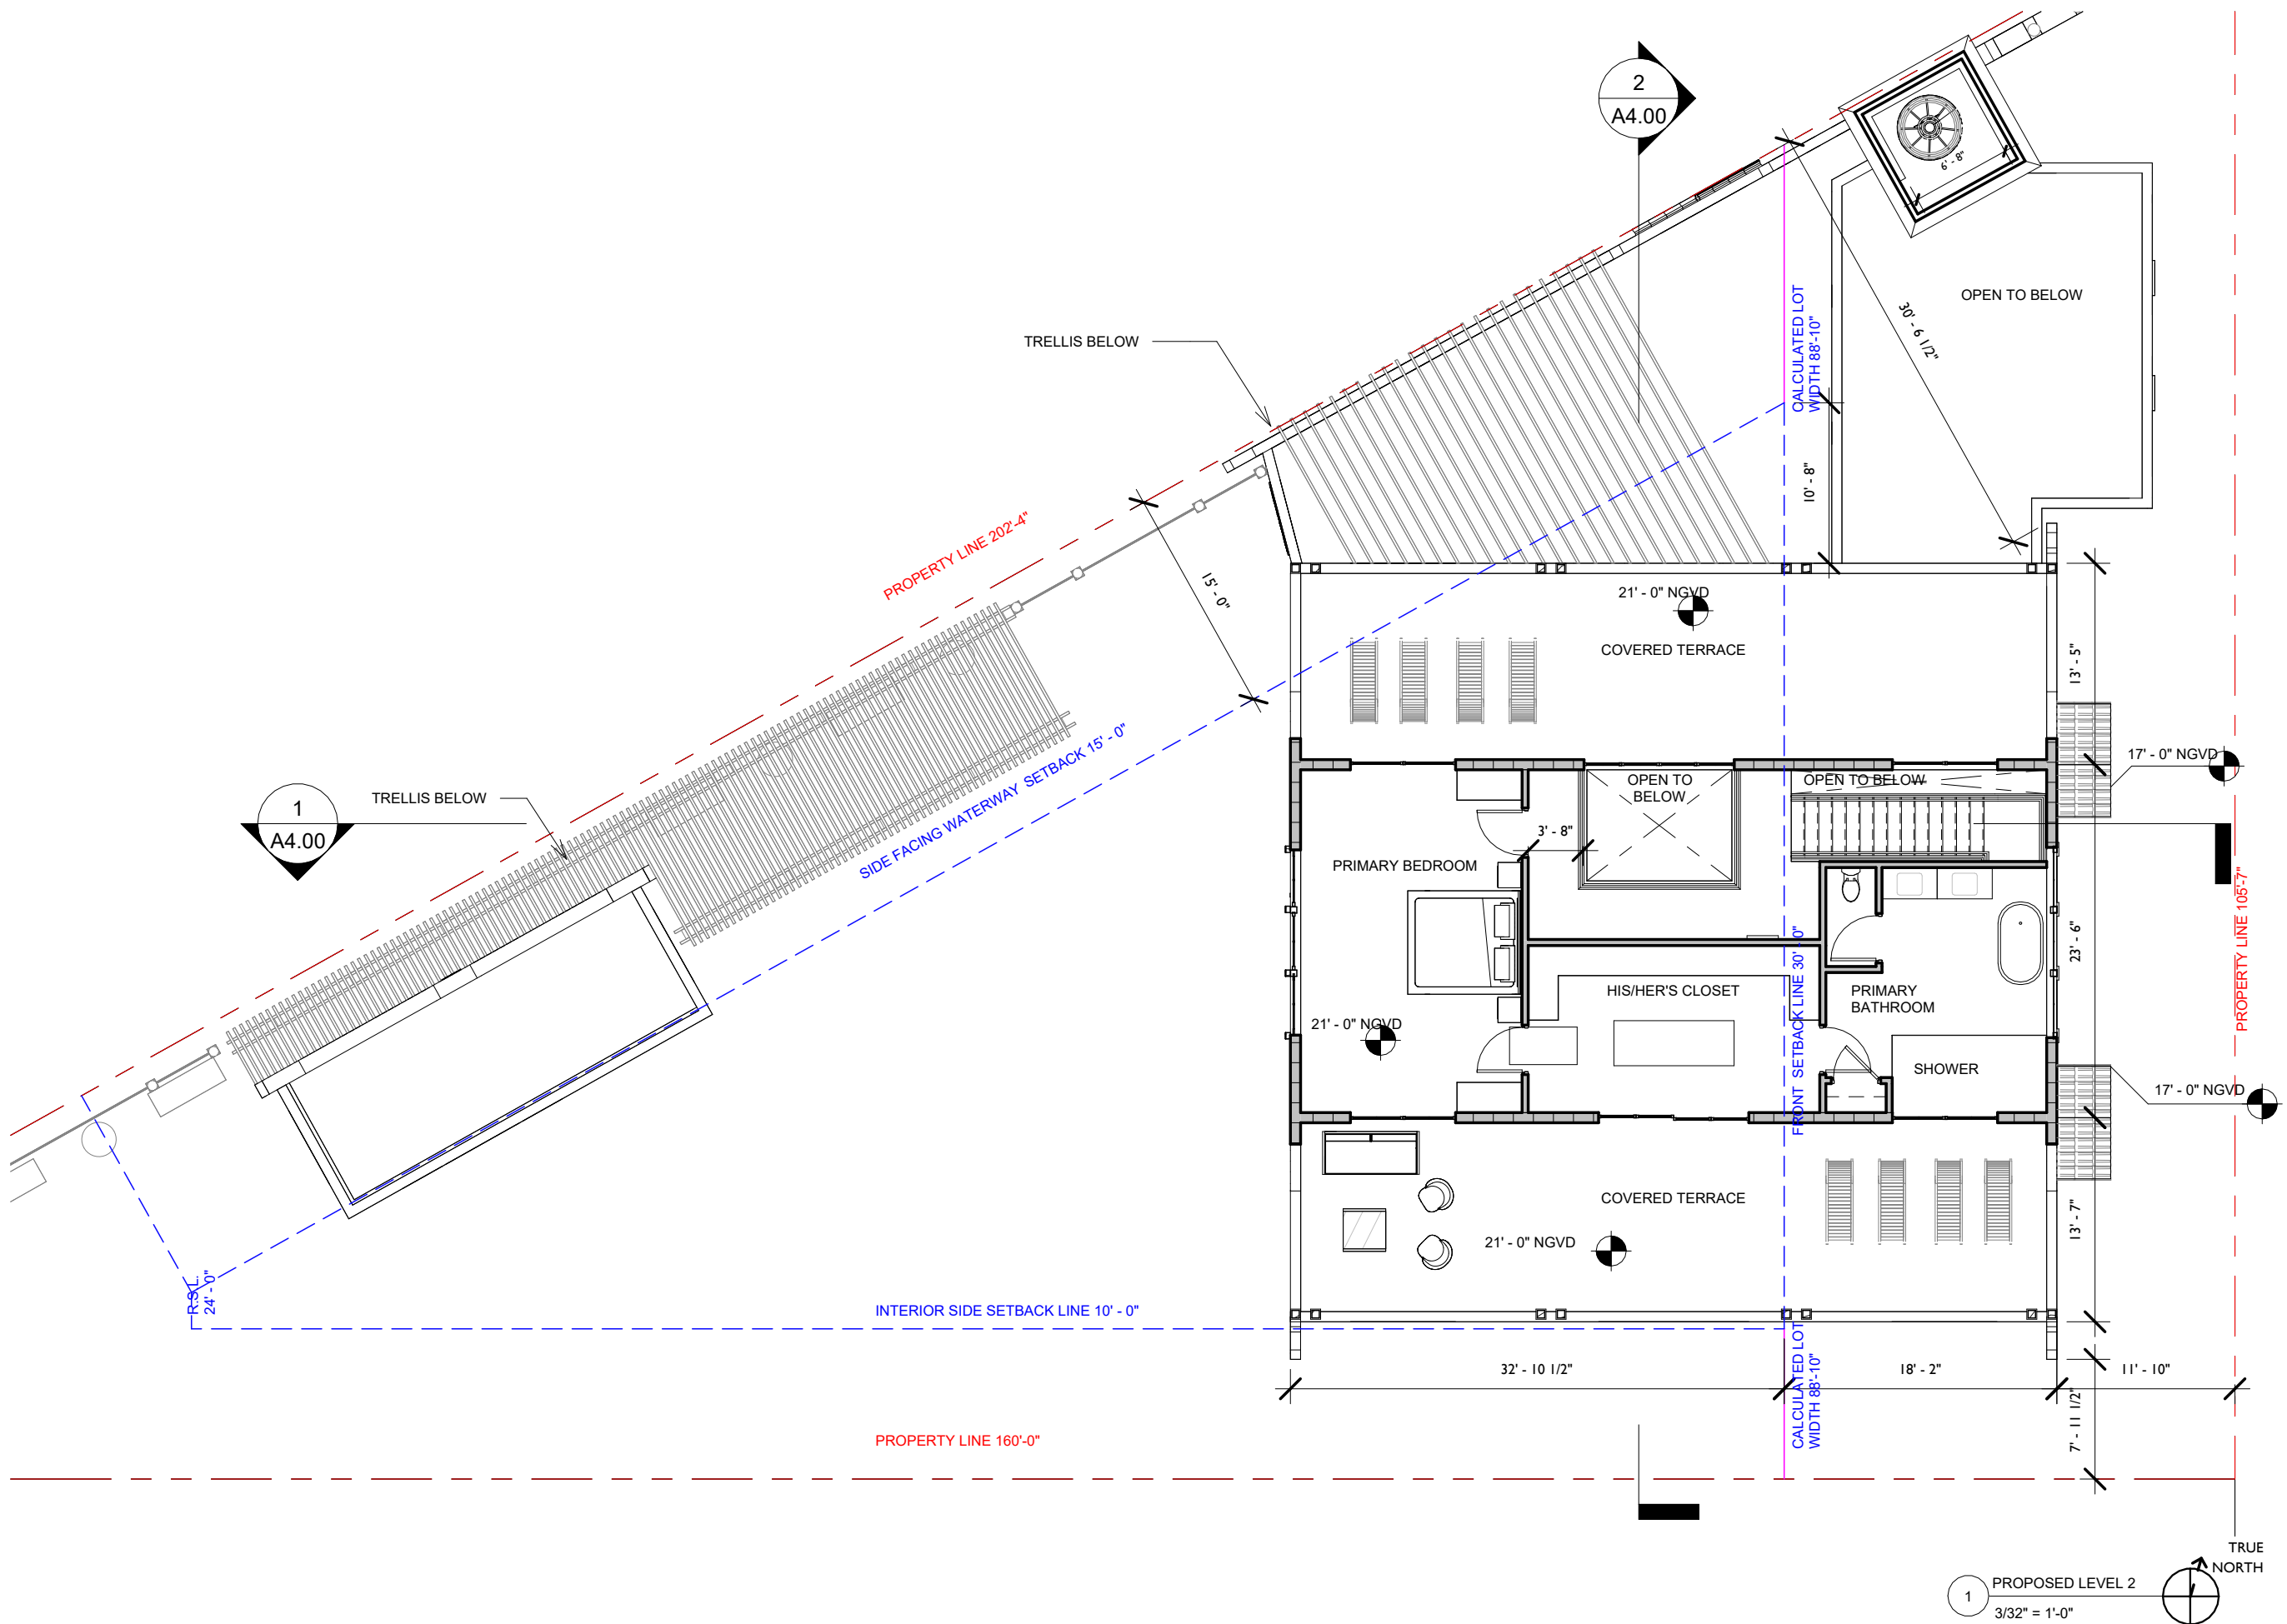 2
A4.00
6' - 8"
OPEN TO BELOW
30' - 6 1/2"
CALCULATED LOT
WIDTH 88'-10"
TRELLIS BELOW
10' - 8"
PROPERTY LINE 202'-4"
15' - 0"
21' - 0" NGVD
COVERED TERRACE
13' - 5"
SIDE FACING WATERWAY SETBACK 15' - 0"
17' - 0" NGVD
1
A4.00
TRELLIS BELOW
OPEN TO
BELOW
OPEN TO BELOW
3' - 8"
PRIMARY BEDROOM
PROPERTY LINE 105'-7"
23' - 6"
FRONT SETBACK LINE 30' - 0"
HIS/HER'S CLOSET
PRIMARY
BATHROOM
21' - 0" NGVD
SHOWER
17' - 0" NGVD
COVERED TERRACE
13' - 7"
21' - 0" NGVD
R.S.L.
24' - 0"
INTERIOR SIDE SETBACK LINE 10' - 0"
CALCULATED LOT
WIDTH 88'-10"
32' - 10 1/2"
18' - 2"
11' - 10"
7' - 11 1/2"
PROPERTY LINE 160'-0"
TRUE
NORTH
1
PROPOSED LEVEL 2
3/32" = 1'-0"